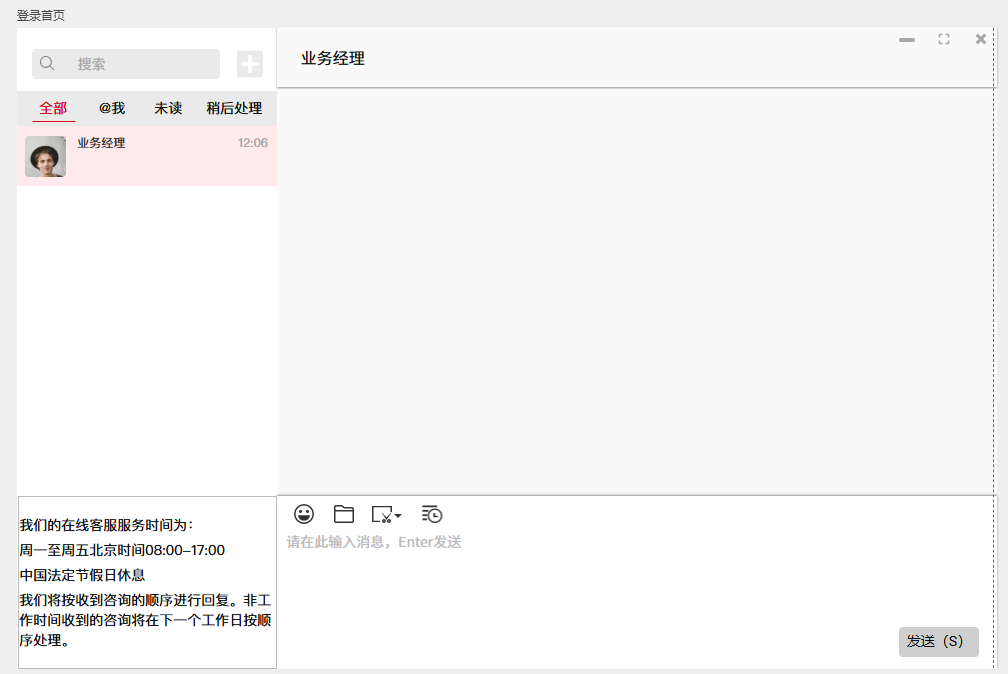 登录首页
搜索
业务经理
全部 @我 未读 稍后处理
业务经理 12:06
我们的在线客服服务时间为：
周一至周五北京时间08:00–17:00
中国法定节假日休息
我们将按收到咨询的顺序进行回复。非工
作时间收到的咨询将在下一个工作日按顺
序处理。
请在此输入消息，Enter发送
发送（S）